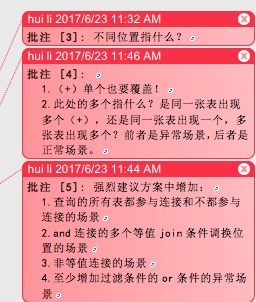 hui li 2017/6/23 11:32 AM
批注 [3]: 不同位置指什么？
hui li 2017/6/23 11:46 AM
批注 [4]:
1.（+）单个也要覆盖！
2.此处的多个指什么？是同一张表出现
多个（+），还是同一张表出现一个，多
张表出现多个？前者是异常场景，后者是
正常场景。
hui li 2017/6/23 11:44 AM
批注 [5]: 强烈建议方案中增加：
1.查询的所有表都参与连接和不都参与
连接的场景
2.and 连接的多个等值 join 条件调换位
置的场景
3.非等值连接的场景
4.至少增加过滤条件的 or 条件的异常场
景